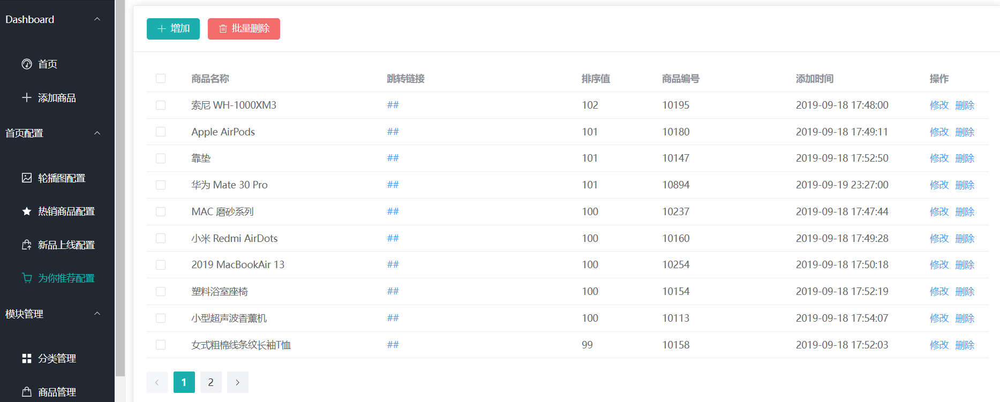 Dashboard
首页
添加商品
首页配置
轮播图配置
热销商品配置
新品上线配置
为你推荐配置
模块管理
分类管理
商品管理
增加 批量删除
商品名称 跳转链接 排序值 商品编号 添加时间 操作
索尼 WH-1000XM3 ## 102 10195 2019-09-18 17:48:00 修改 删除
Apple AirPods ## 101 10180 2019-09-18 17:49:11 修改 删除
靠垫 ## 101 10147 2019-09-18 17:52:50 修改 删除
华为 Mate 30 Pro ## 101 10894 2019-09-19 23:27:00 修改 删除
MAC 磨砂系列 ## 100 10237 2019-09-18 17:47:44 修改 删除
小米 Redmi AirDots ## 100 10160 2019-09-18 17:49:28 修改 删除
2019 MacBookAir 13 ## 100 10254 2019-09-18 17:50:18 修改 删除
塑料浴室座椅 ## 100 10154 2019-09-18 17:52:19 修改 删除
小型超声波香薰机 ## 100 10113 2019-09-18 17:54:07 修改 删除
女式粗棉线条纹长袖T恤 ## 99 10158 2019-09-18 17:52:03 修改 删除
1 2